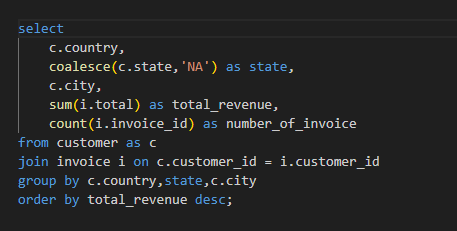 select
    c.country,
    coalesce(c.state,'NA') as state,
    c.city,
    sum(i.total) as total_revenue,
    count(i.invoice_id) as number_of_invoice
from customer as c
join invoice i on c.customer_id = i.customer_id
group by c.country,state,c.city
order by total_revenue desc;